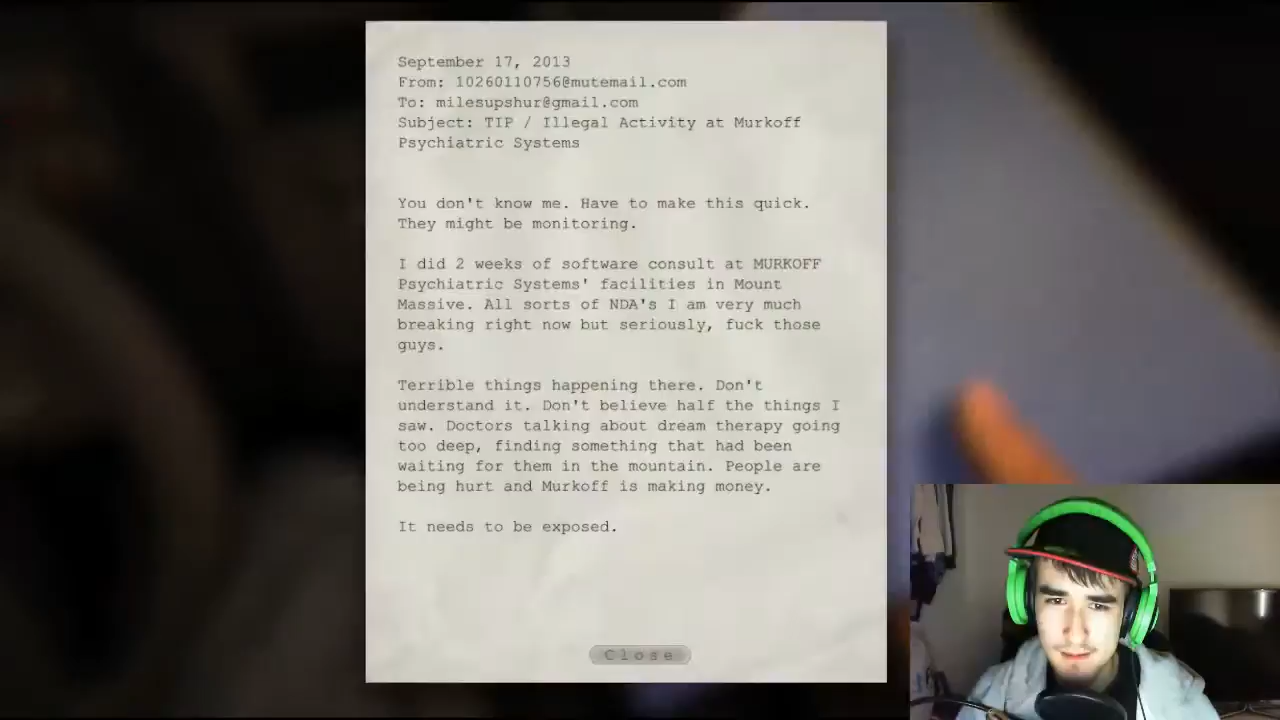 September 17, 2013
From: 10260110756@mutemail.com
To: milesupshur@gmail.com
Subject: TIP / Illegal Activity at Murkoff
Psychiatric Systems
You don't know me. Have to make this quick.
They might be monitoring.
I did 2 weeks of software consult at MURKOFF
Psychiatric Systems' facilities in Mount
Massive. All sorts of NDA's I am very much
breaking right now but seriously, fuck those
guys.
Terrible things happening there. Don't
understand it. Don't believe half the things I
saw. Doctors talking about dream therapy going
too deep, finding something that had been
waiting for them in the mountain. People are
being hurt and Murkoff is making money.
It needs to be exposed.
Close